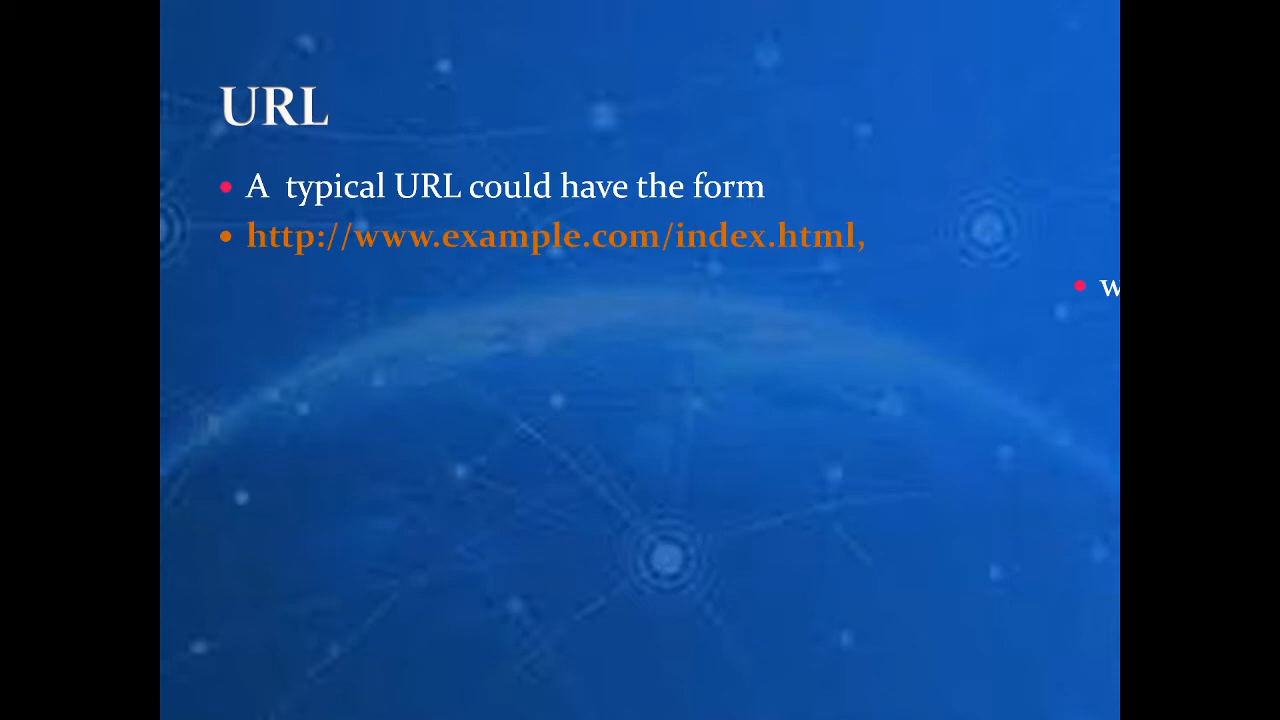 URL
• A  typical URL could have the form
• http://www.example.com/index.html,
• w